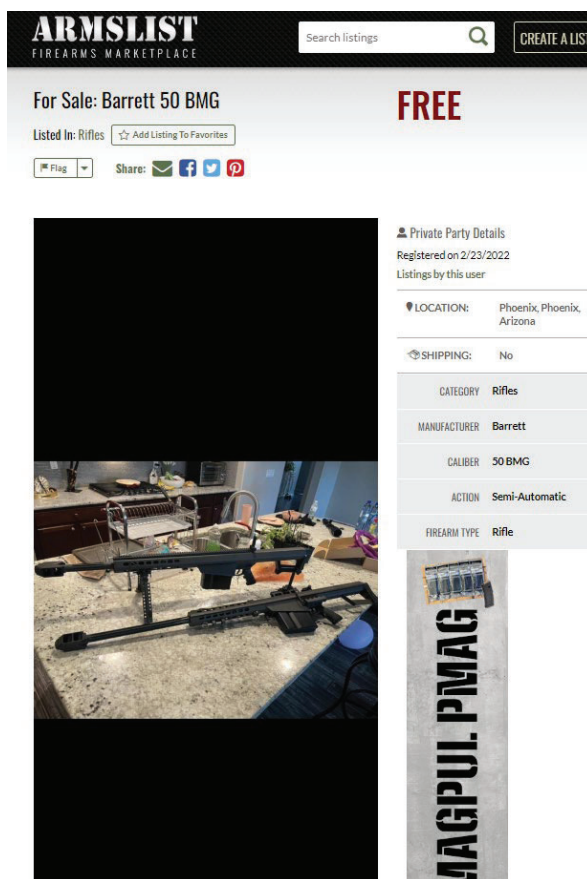 ARMSLIST
FIREARMS MARKETPLACE
Search listings
CREATE A LIST
For Sale: Barrett 50 BMG
FREE
Listed In: Rifles
Add Listing To Favorites
Flag
Share:
Private Party Details
Registered on 2/23/2022
Listings by this user
LOCATION: Phoenix, Phoenix,
Arizona
SHIPPING: No
CATEGORY Rifles
MANUFACTURER Barrett
CALIBER 50 BMG
ACTION Semi-Automatic
FIREARM TYPE Rifle
MAGPUL PMAG